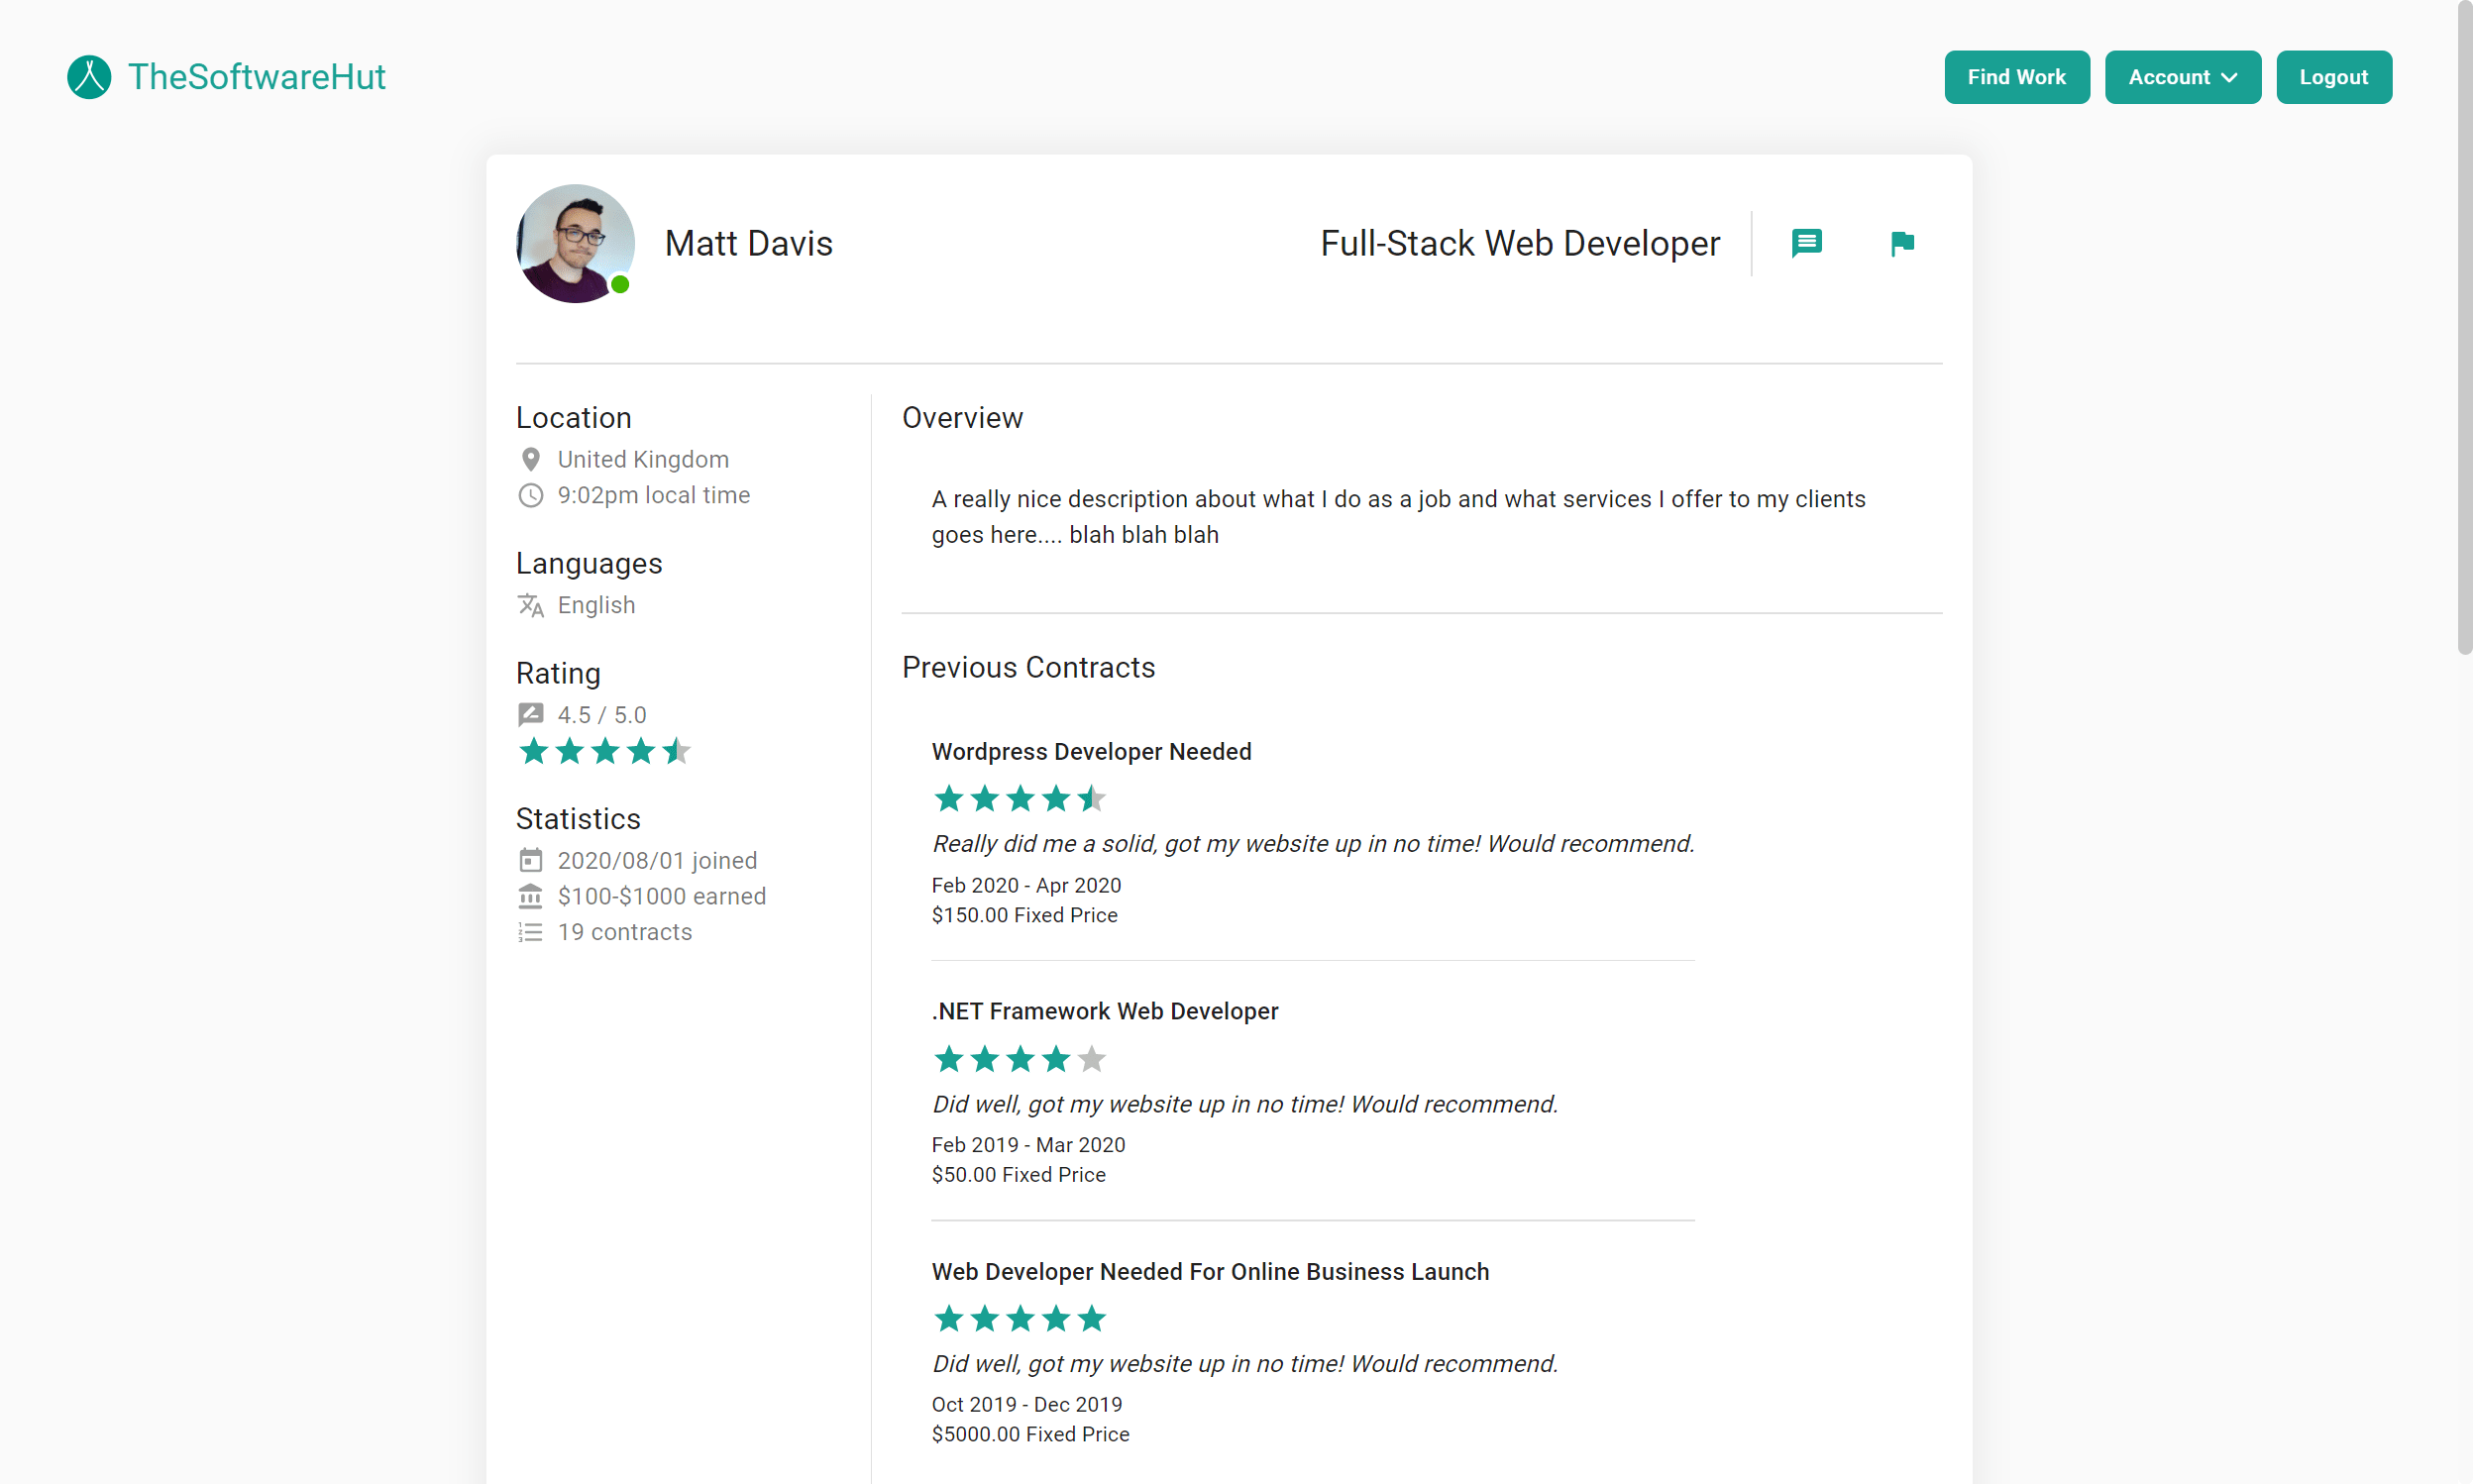 TheSoftwareHut
Find Work
Account
Logout
Matt Davis
Full-Stack Web Developer
Location
United Kingdom
9:02pm local time
Languages
English
Rating
4.5 / 5.0
Statistics
2020/08/01 joined
$100-$1000 earned
19 contracts
Overview
A really nice description about what I do as a job and what services I offer to my clients
goes here.... blah blah blah
Previous Contracts
Wordpress Developer Needed
Really did me a solid, got my website up in no time! Would recommend.
Feb 2020 - Apr 2020
$150.00 Fixed Price
.NET Framework Web Developer
Did well, got my website up in no time! Would recommend.
Feb 2019 - Mar 2020
$50.00 Fixed Price
Web Developer Needed For Online Business Launch
Did well, got my website up in no time! Would recommend.
Oct 2019 - Dec 2019
$5000.00 Fixed Price